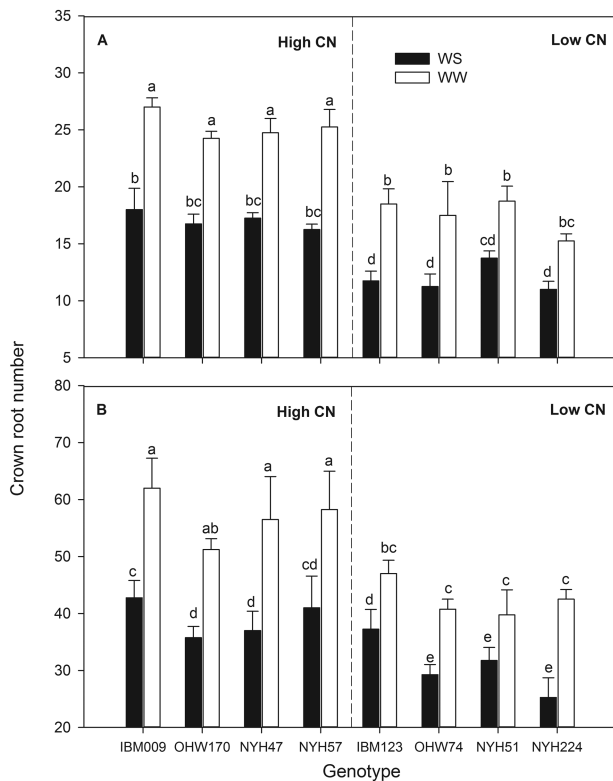 35
A
High CN
Low CN
WS
WW
30
25
20
15
10
5
b a bc a bc a bc a d b d b cd b d bc
Crown root number
80
B
High CN
Low CN
70
60
50
40
30
20
c a d ab d a cd a d bc e c e c e c
IBM009 OHW170 NYH47 NYH57 IBM123 OHW74 NYH51 NYH224
Genotype